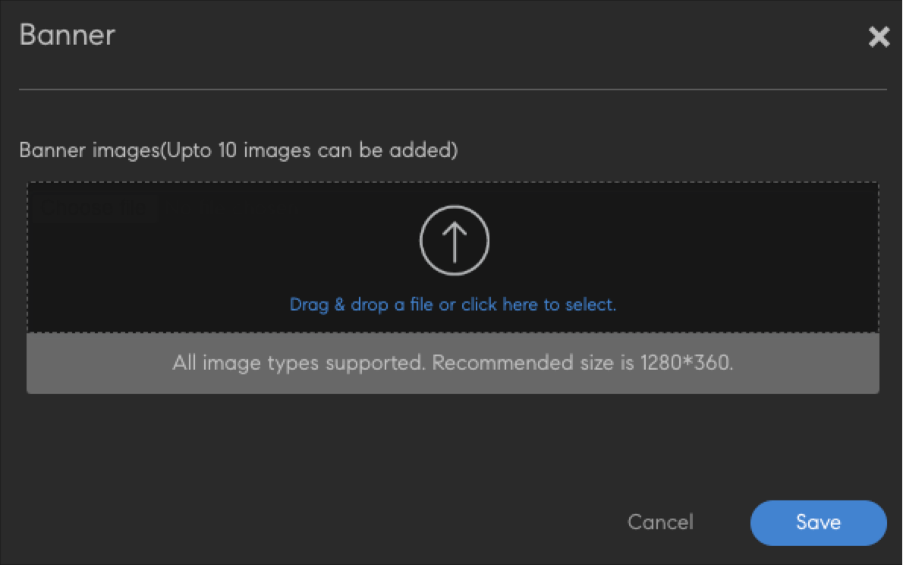 Banner
Banner images(Upto 10 images can be added)
Drag & drop a file or click here to select.
All image types supported. Recommended size is 1280*360.
Cancel
Save